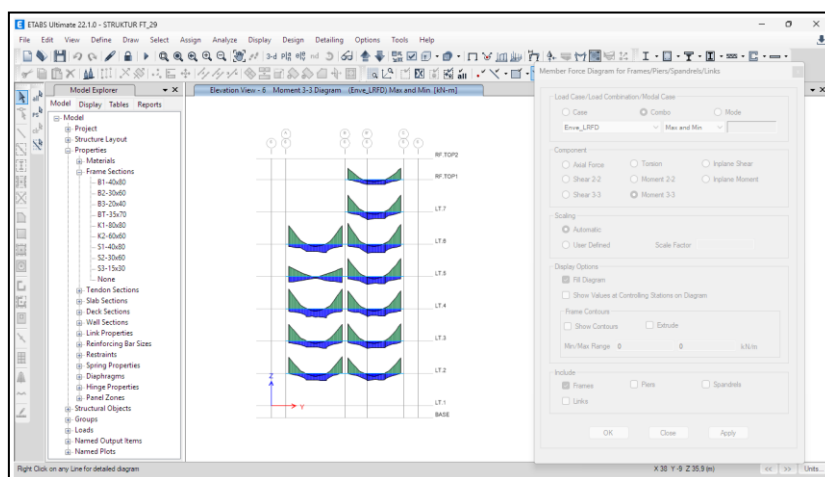 ETABS Ultimate 22.1.0 - STRUKTUR FT_29
File Edit View Define Draw Select Assign Analyze Display Design Detailing Options Tools Help
Model Explorer
Model Display Tables Reports
Model
Project
Structure Layout
Properties
Materials
Frame Sections
B1-40x80
B2-30x60
B3-20x40
BT-35x70
K1-80x80
K2-60x60
S1-40x80
S2-30x60
S3-15x30
None
Tendon Sections
Slab Sections
Deck Sections
Wall Sections
Link Properties
Reinforcing Bar Sizes
Restraints
Spring Properties
Diaphragms
Hinge Properties
Panel Zones
Structural Objects
Groups
Loads
Named Output Items
Named Plots
Elevation View - 6 Moment 3-3 Diagram (Enve_LRFD) Max and Min [kN-m]
RF.TOP2
RF.TOP1
LT.7
LT.6
LT.5
LT.4
LT.3
LT.2
LT.1
BASE
Z
Y
Member Force Diagram for Frames/Piers/Spandrels/Links
Load Case/Load Combination/Modal Case
Case Combo Mode
Enve_LRFD Max and Min
Component
Axial Force Torsion Inplane Shear
Shear 2-2 Moment 2-2 Inplane Moment
Shear 3-3 Moment 3-3
Scaling
Automatic
User Defined Scale Factor
Display Options
Fill Diagram
Show Values at Controlling Stations on Diagram
Frame Contours
Show Contours Extrude
Min/Max Range 0 0 kN/m
Include
Frames Piers Spandrels
Links
OK Close Apply
Right Click on any Line for detailed diagram
X 30 Y -9 Z 35,9 (m)
<< >> Units...